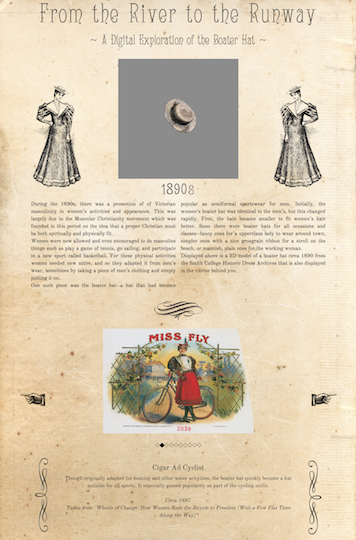 From the River to the Runway
~ A Digital Exploration of the Boater Hat ~
1890s
During the 1890s, there was a promotion of of Victorian
masculinity in women's activities and appearance. This was
largely due to the Muscular Christianity movement which was
founded in this period on the idea that a proper Christian must
be both spiritually and physically fit.
Women were now allowed and even encouraged to do masculine
things such as play a game of tennis, go sailing, and participate
in a new sport called basketball. For these physical activities
women needed new attire, and so they adapted it from men's
wear, sometimes by taking a piece of men's clothing and simply
putting it on.
One such piece was the boater hat–a hat that had become
popular as semiformal sportswear for men. Initially, the
women's boater hat was identical to the men's, but this changed
rapidly. First, the hats became smaller to fit women's hair
better. Soon there were boater hats for all occasions and
classes–fancy ones for a upperclass lady to wear around town,
simpler ones with a nice grosgrain ribbon for a stroll on the
beach, or mannish, plain ones for the working woman.
Displayed above is a 3D model of a boater hat circa 1890 from
the Smith College Historic Dress Archives that is also displayed
in the vitrine behind you.
MISS FLY
2839
Cigar Ad Cyclist
Though originally adapted for boating and other water activities, the boater hat quickly became a hat
suitable for all sports. It especially gained popularity as part of the cycling outfit.
Circa 1897
Taken from "Wheels of Change: How Women Rode the Bicycle to Freedom (With a Few Flat Tires
Along the Way)"